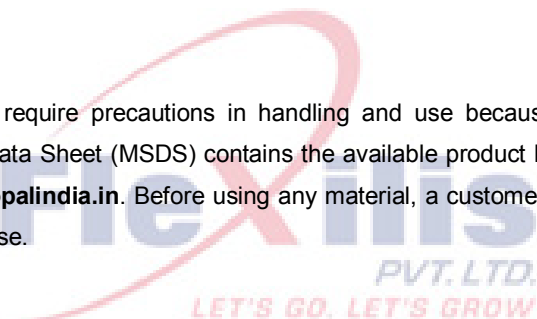 require precautions in handling and use becaus
ata Sheet (MSDS) contains the available product
palindia.in. Before using any material, a custome
se.
Flexilis
PVT. LTD.
LET'S GO. LET'S GROW